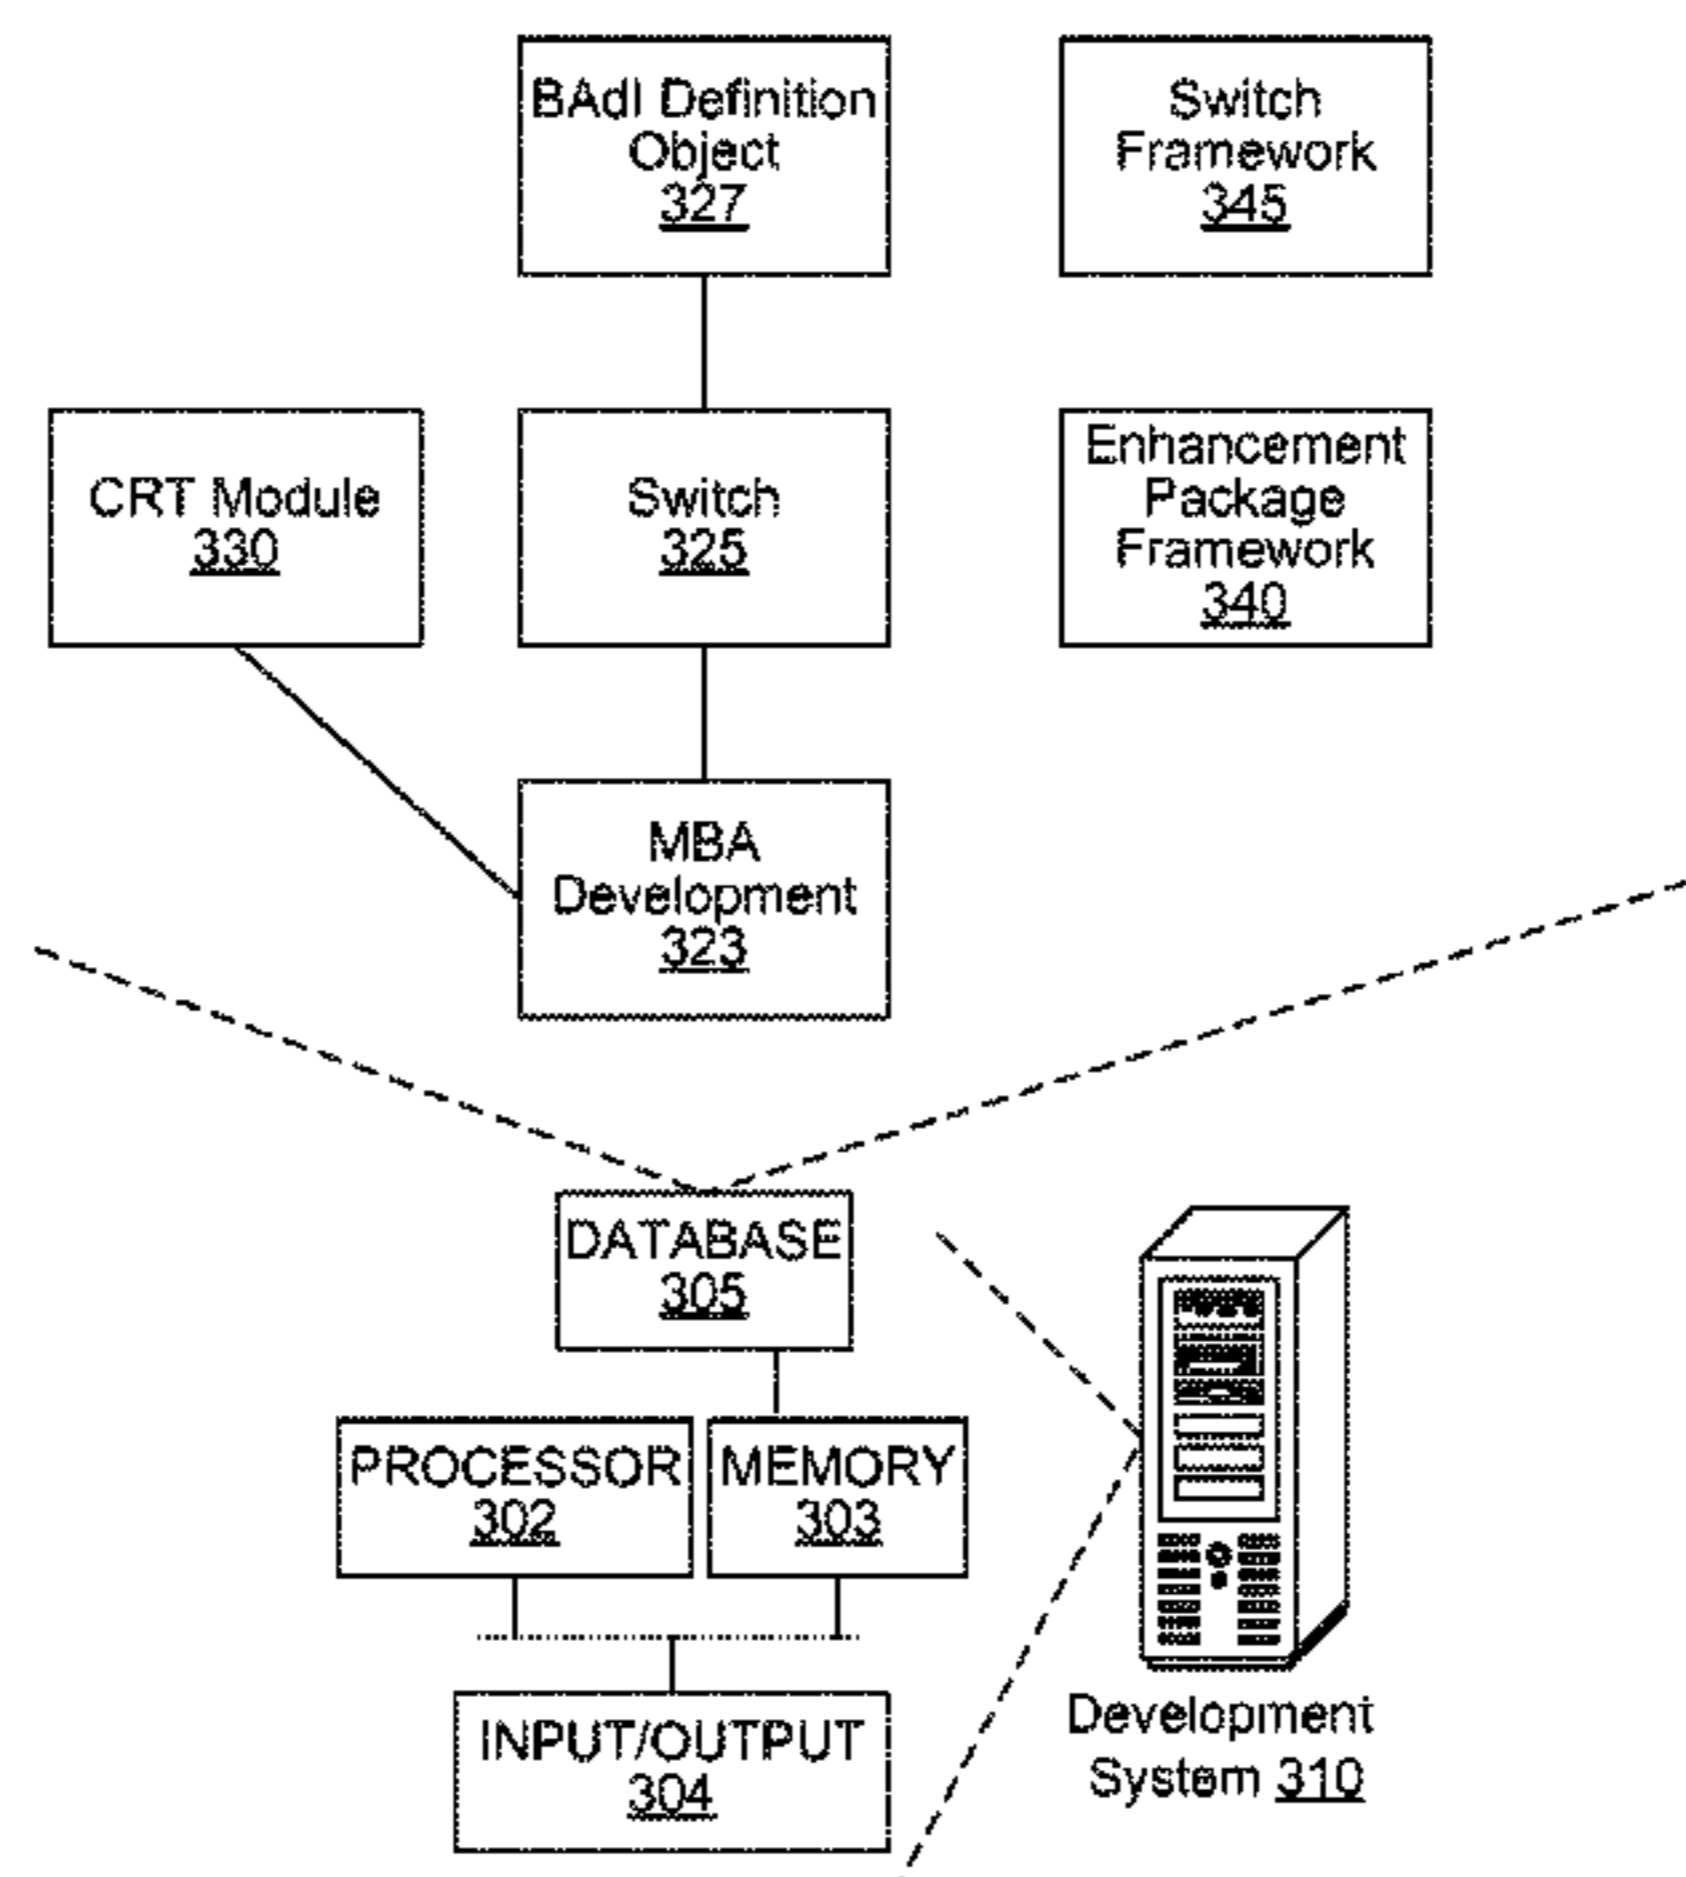 BAdI Definition
Object
327
Switch
Framework
345
CRT Module
330
Switch
325
Enhancement
Package
Framework
340
MBA
Development
323
DATABASE
305
PROCESSOR
302
MEMORY
303
INPUT/OUTPUT
304
Development
System 310